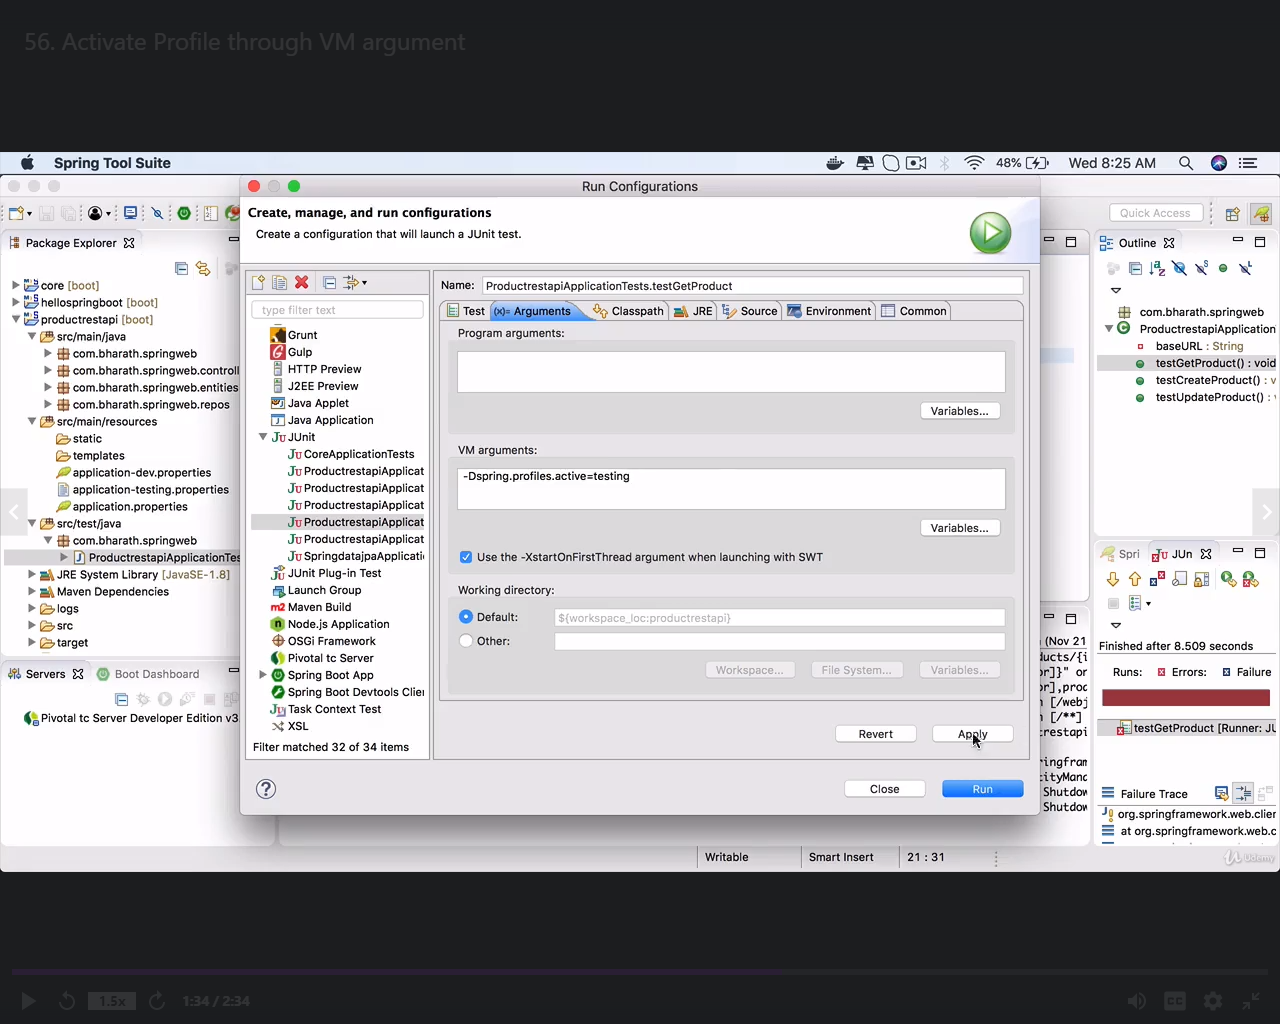 56. Activate Profile through VM argument
Spring Tool Suite
48%
Wed 8:25 AM
Run Configurations
Create, manage, and run configurations
Create a configuration that will launch a JUnit test.
Quick Access
Package Explorer
core [boot]
hellospringboot [boot]
productrestapi [boot]
src/main/java
com.bharath.springweb
com.bharath.springweb.controll
com.bharath.springweb.entities
com.bharath.springweb.repos
src/main/resources
static
templates
application-dev.properties
application-testing.properties
application.properties
src/test/java
com.bharath.springweb
ProductrestapiApplicationTes
JRE System Library [JavaSE-1.8]
Maven Dependencies
logs
src
target
Servers
Boot Dashboard
Pivotal tc Server Developer Edition v3.
type filter text
Grunt
Gulp
HTTP Preview
J2EE Preview
Java Applet
Java Application
JUnit
CoreApplicationTests
ProductrestapiApplicat
ProductrestapiApplicat
ProductrestapiApplicat
ProductrestapiApplicat
ProductrestapiApplicat
SpringdatajpaApplicati
JUnit Plug-in Test
Launch Group
Maven Build
Node.js Application
OSGi Framework
Pivotal tc Server
Spring Boot App
Spring Boot Devtools Clien
Task Context Test
XSL
Filter matched 32 of 34 items
Name: ProductrestapiApplicationTests.testGetProduct
Test
(x)= Arguments
Classpath
JRE
Source
Environment
Common
Program arguments:
Variables...
VM arguments:
-Dspring.profiles.active=testing
Variables...
Use the -XstartOnFirstThread argument when launching with SWT
Working directory:
Default: ${workspace_loc:productrestapi}
Other:
Workspace...
File System...
Variables...
Revert
Apply
Close
Run
Outline
com.bharath.springweb
ProductrestapiApplication
baseURL : String
testGetProduct() : void
testCreateProduct() : v
testUpdateProduct() :
Spri
JUn
Finished after 8.509 seconds
Runs:
Errors:
Failure
testGetProduct [Runner: JU
Failure Trace
org.springframework.web.clien
at org.springframework.web.c
(Nov 21
ucts/{i
or]}" on
r],prod
n [/webj
n [/**]
trestapi
ringfram
tityMana
Shutdow
Shutdow
Writable
Smart Insert
21 : 31
Udemy
1.5x
1:34 / 2:34
CC